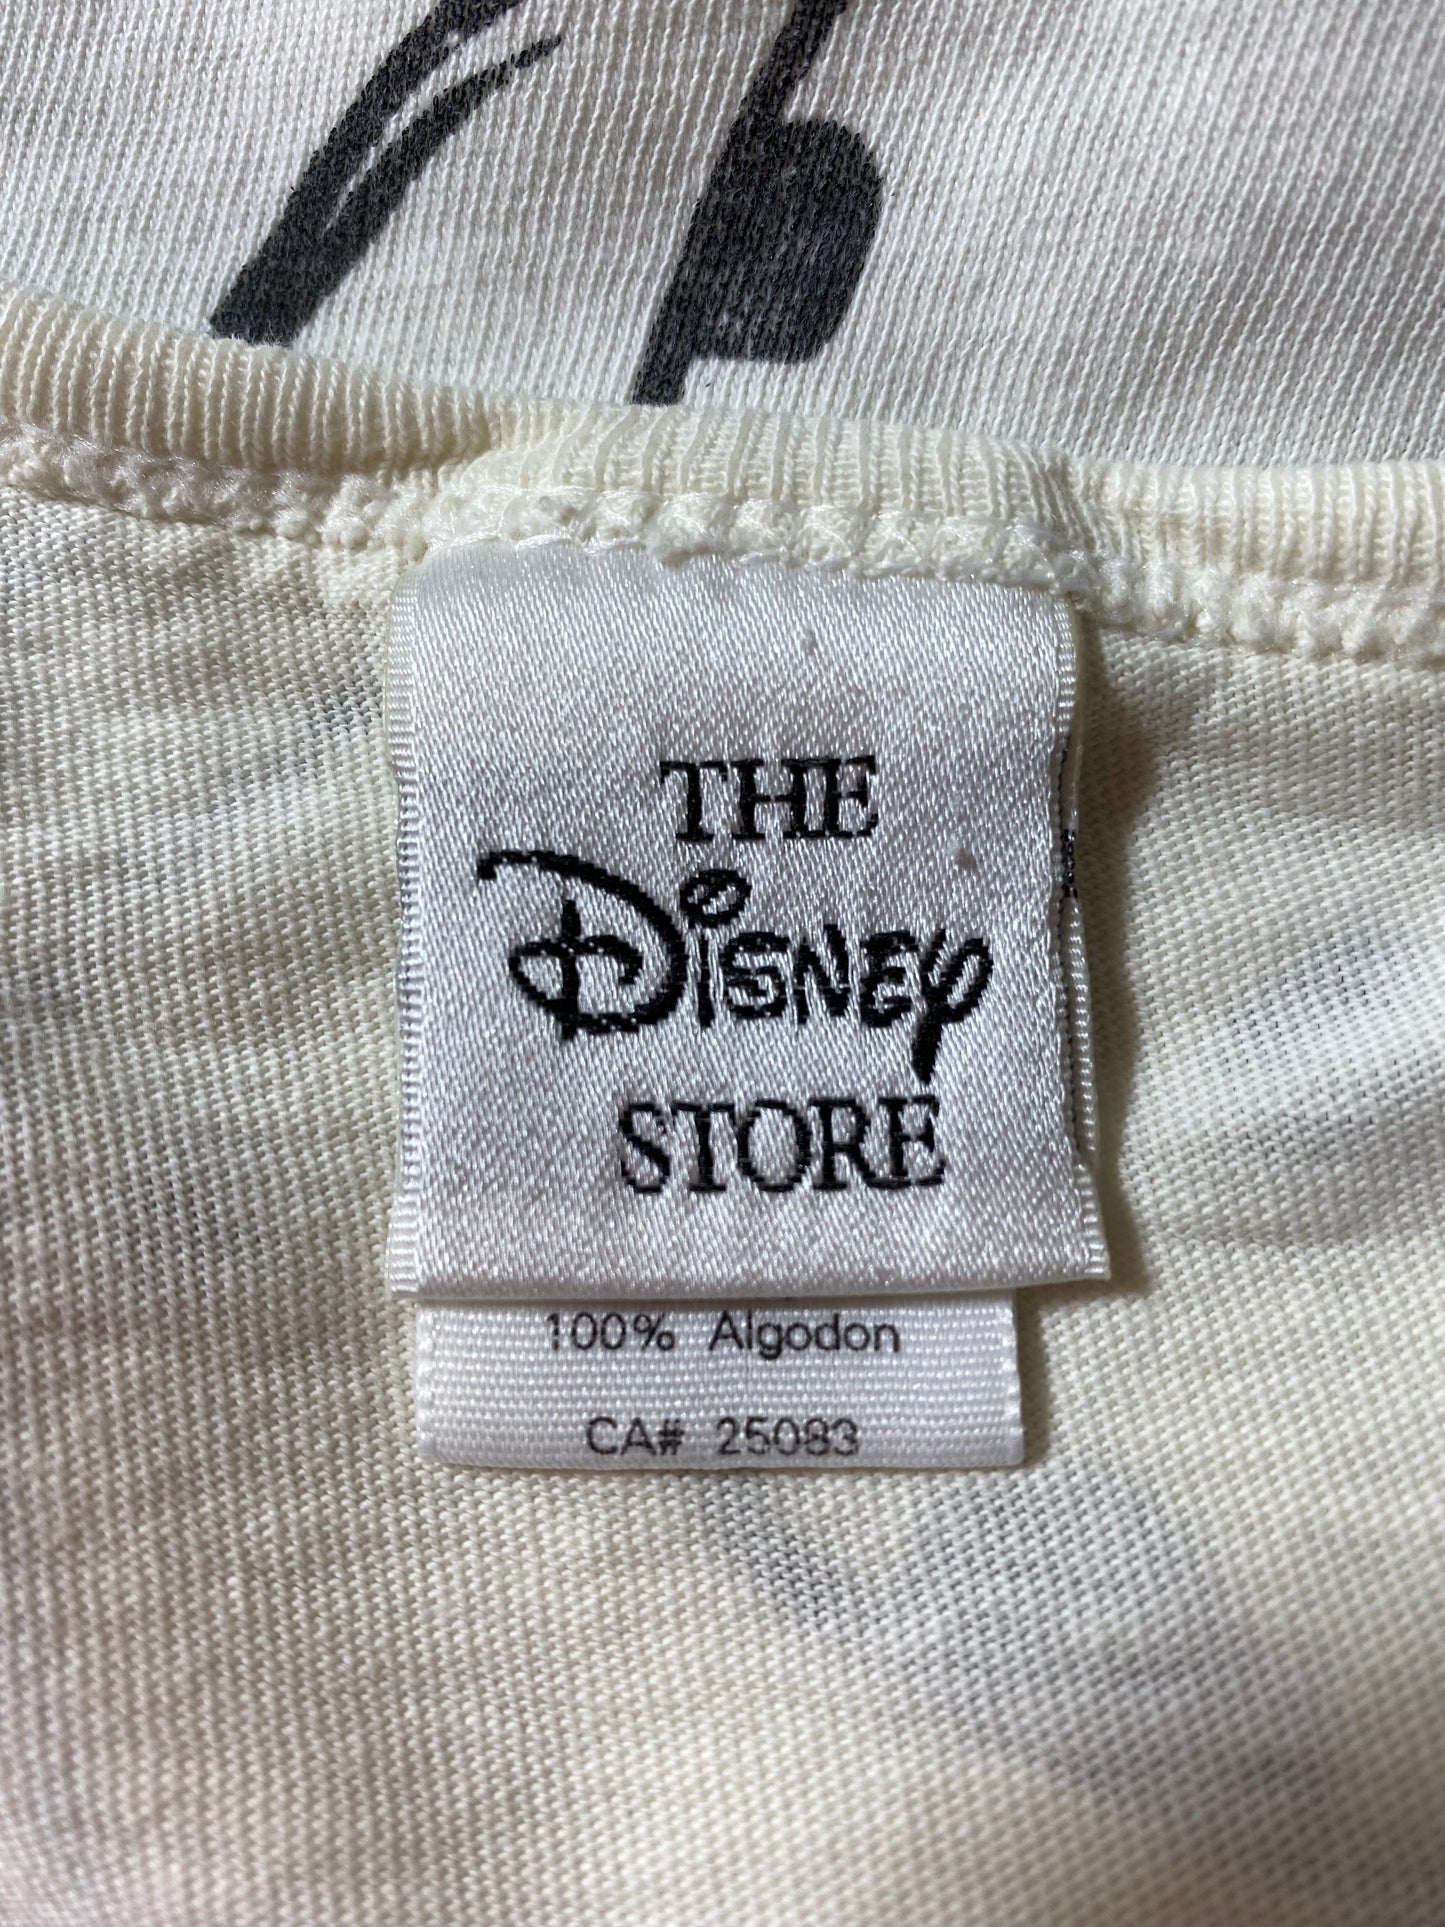 THE
Disney
STORE
100% Algodon
CA# 25083